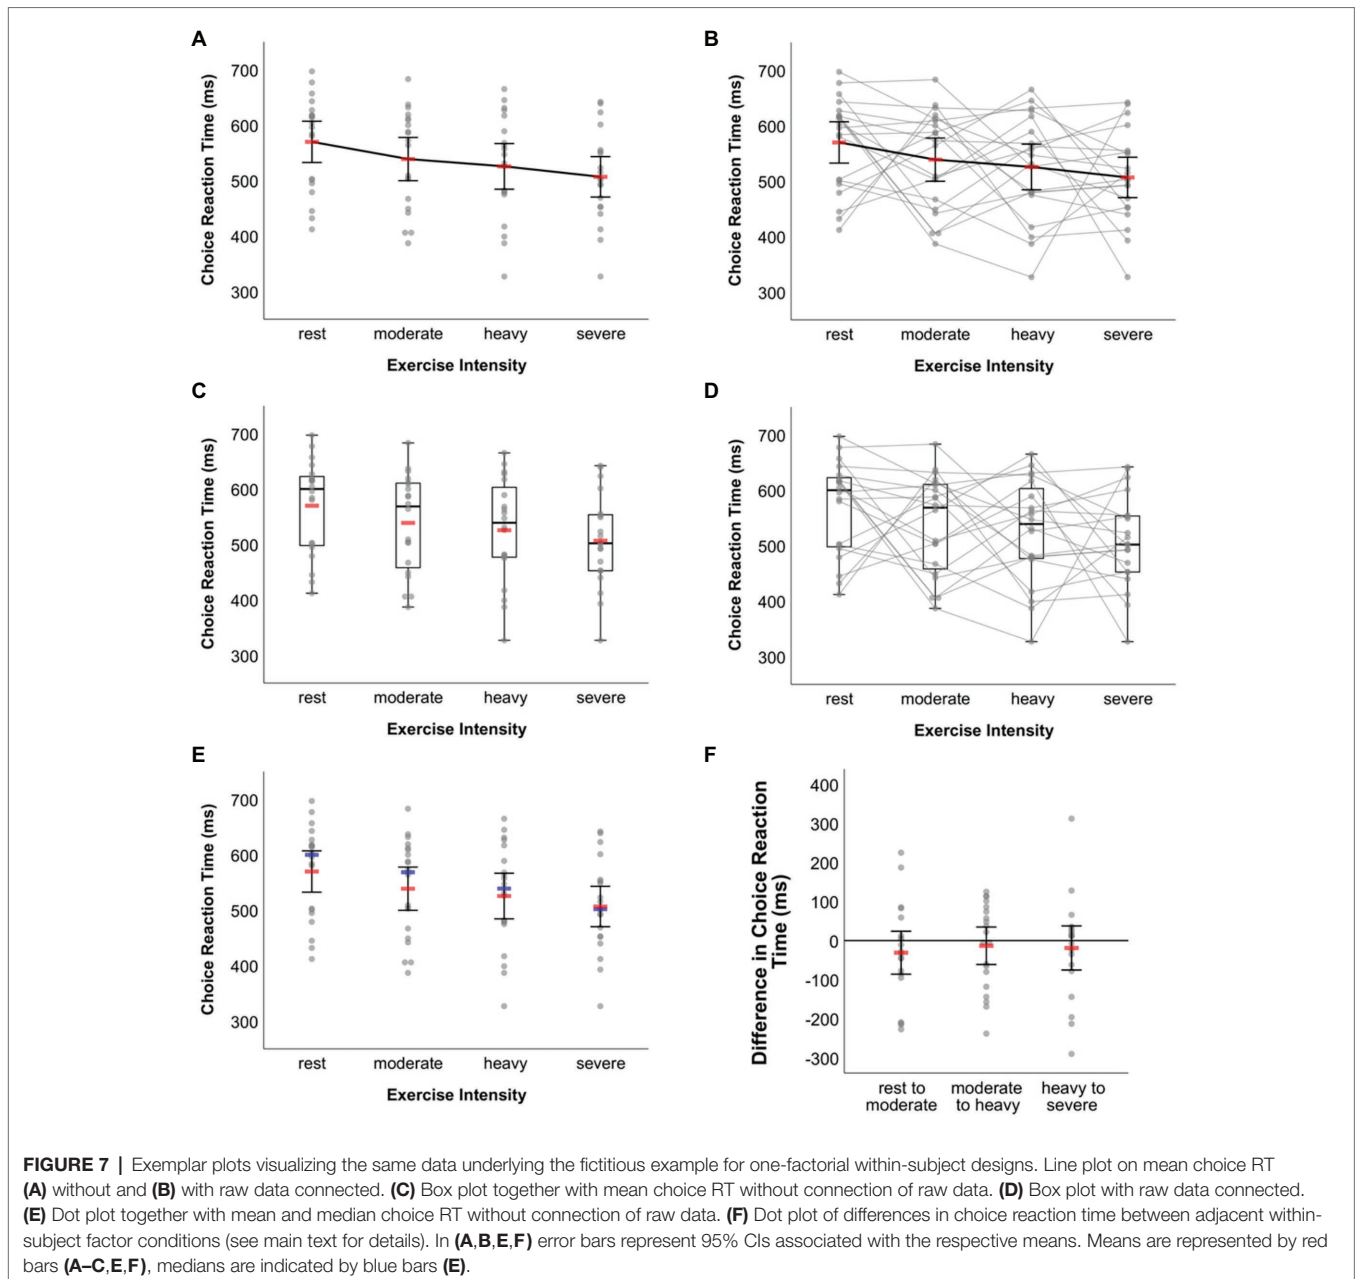 A
700
600
500
400
300
Choice Reaction Time (ms)
rest moderate heavy severe
Exercise Intensity
B
700
600
500
400
300
Choice Reaction Time (ms)
rest moderate heavy severe
Exercise Intensity
C
700
600
500
400
300
Choice Reaction Time (ms)
rest moderate heavy severe
Exercise Intensity
D
700
600
500
400
300
Choice Reaction Time (ms)
rest moderate heavy severe
Exercise Intensity
E
700
600
500
400
300
Choice Reaction Time (ms)
rest moderate heavy severe
Exercise Intensity
F
400
300
200
100
0
-100
-200
-300
Difference in Choice Reaction
Time (ms)
rest to moderate heavy to
moderate to heavy severe
FIGURE 7 | Exemplar plots visualizing the same data underlying the fictitious example for one-factorial within-subject designs. Line plot on mean choice RT
(A) without and (B) with raw data connected. (C) Box plot together with mean choice RT without connection of raw data. (D) Box plot with raw data connected.
(E) Dot plot together with mean and median choice RT without connection of raw data. (F) Dot plot of differences in choice reaction time between adjacent within-
subject factor conditions (see main text for details). In (A,B,E,F) error bars represent 95% CIs associated with the respective means. Means are represented by red
bars (A–C,E,F), medians are indicated by blue bars (E).